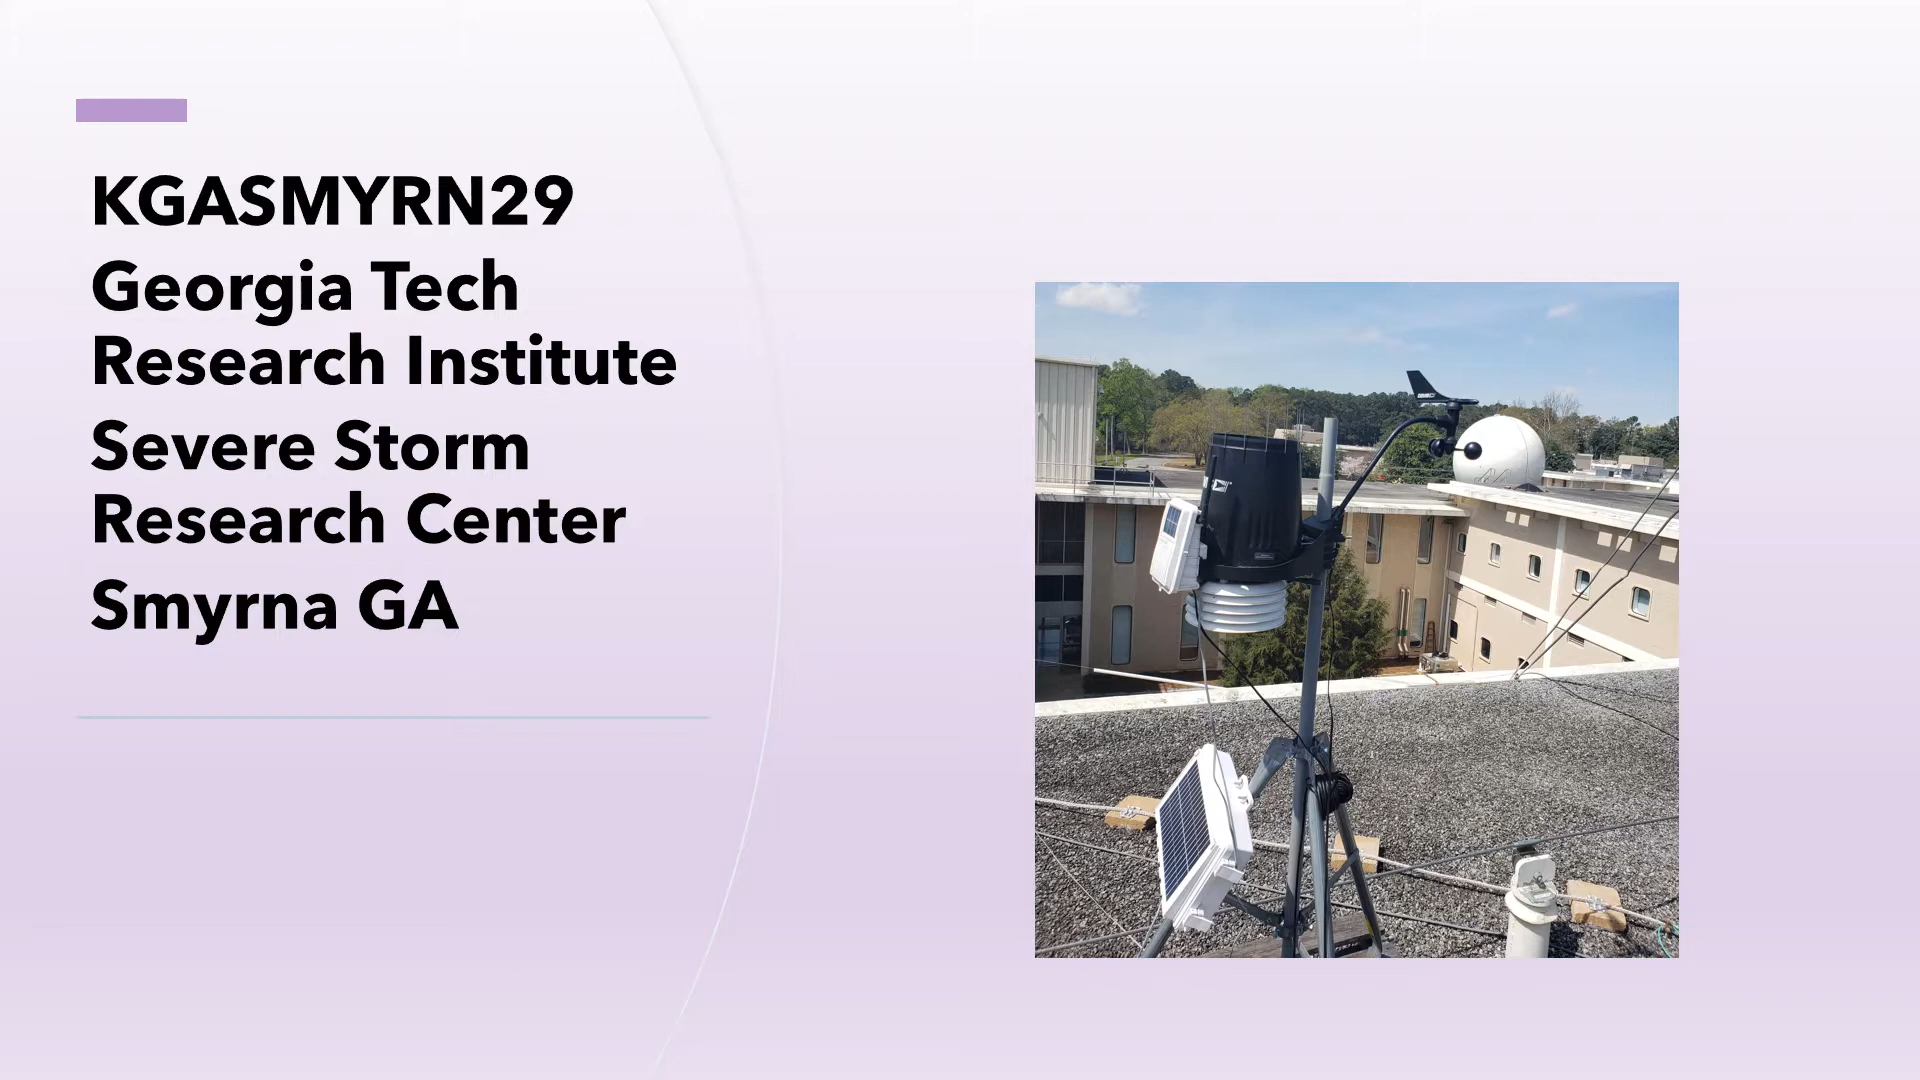 KGASMYRN29
Georgia Tech
Research Institute
Severe Storm
Research Center
Smyrna GA